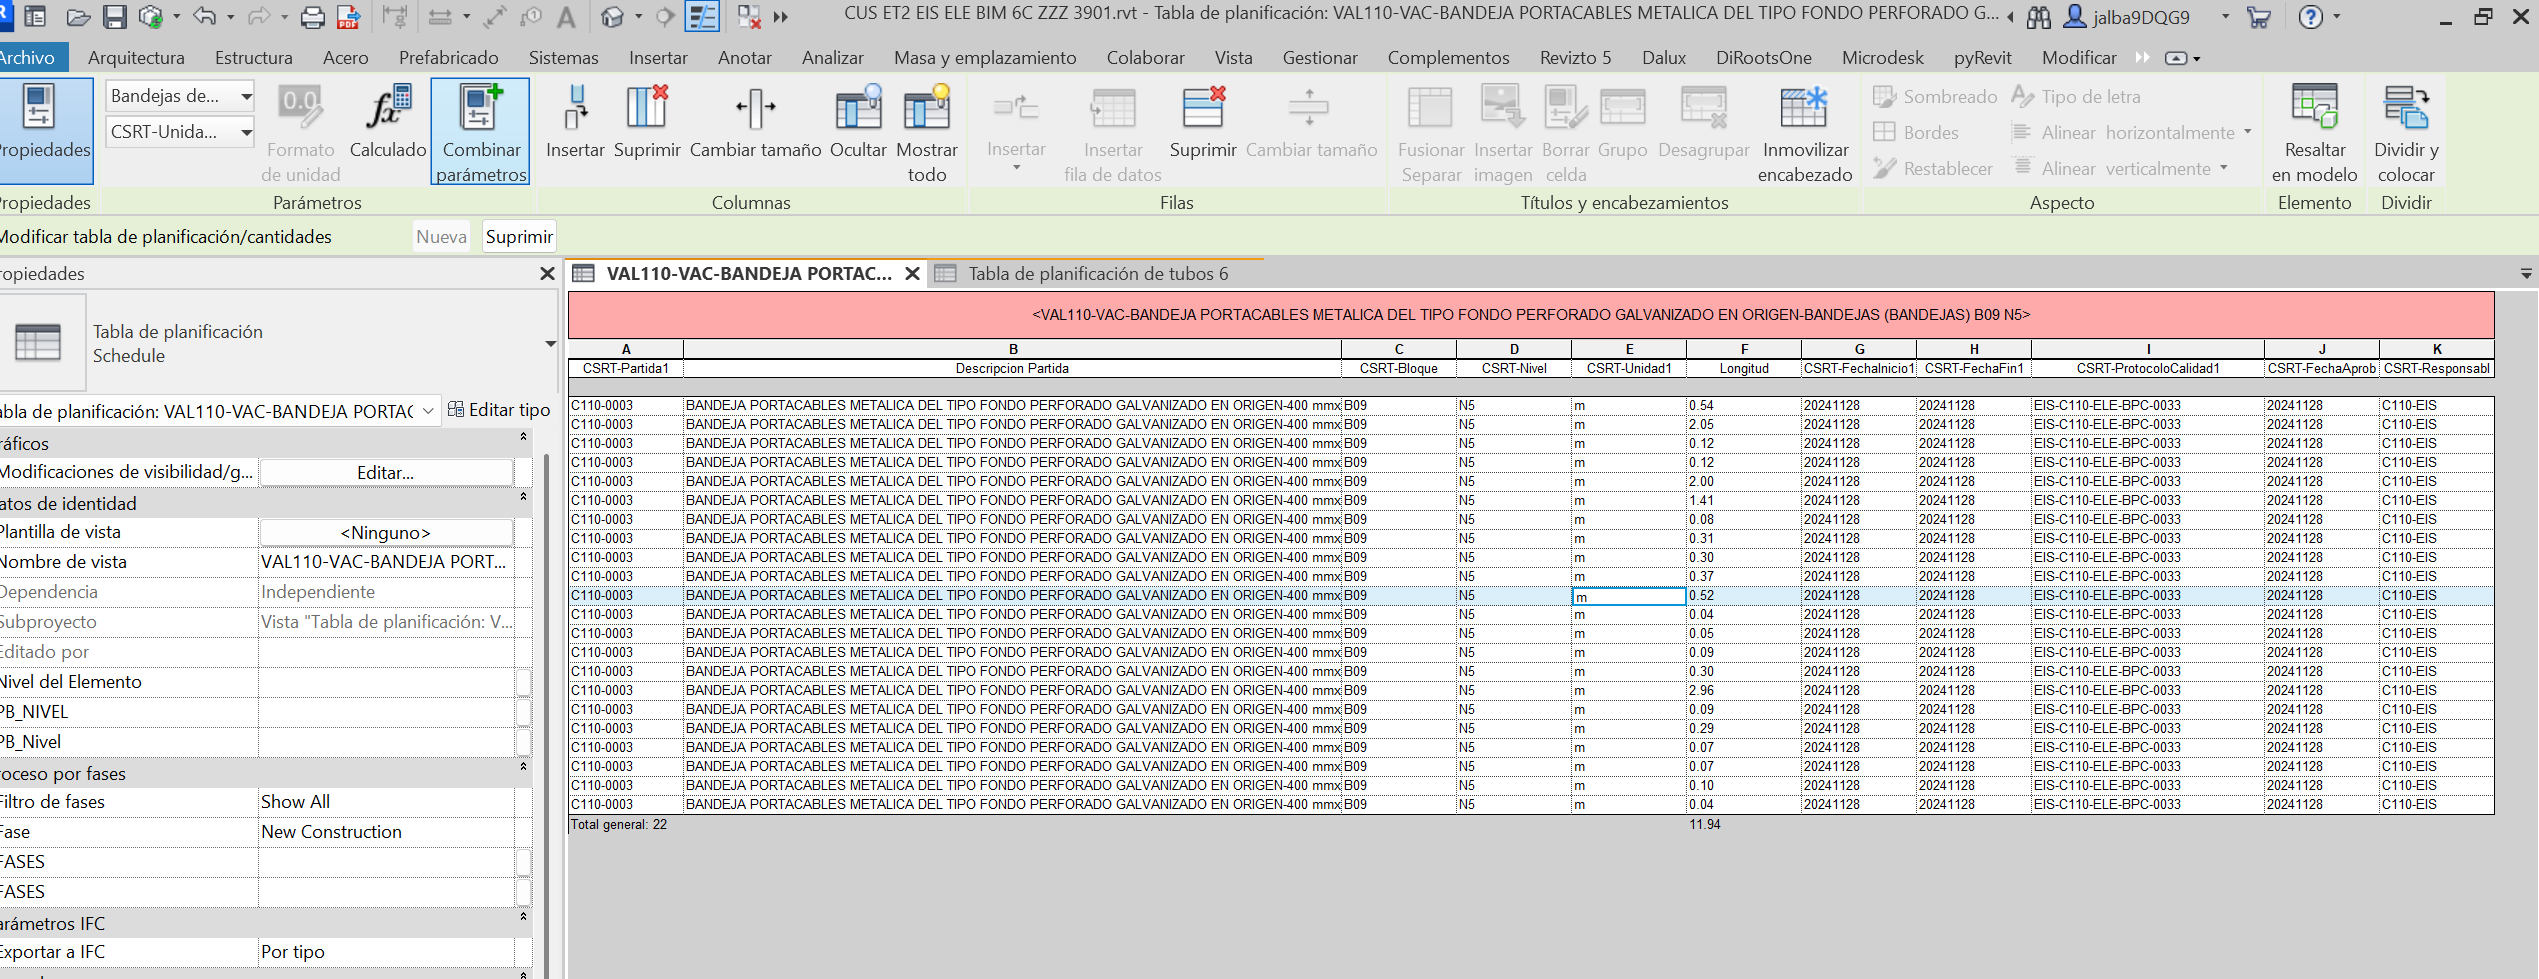 CUS ET2 EIS ELE BIM 6C ZZZ 3901.rvt - Tabla de planificación: VAL110-VAC-BANDEJA PORTACABLES METALICA DEL TIPO FONDO PERFORADO G... jalba9DQG9
Archivo Arquitectura Estructura Acero Prefabricado Sistemas Insertar Anotar Analizar Masa y emplazamiento Colaborar Vista Gestionar Complementos Revizto 5 Dalux DiRootsOne Microdesk pyRevit Modificar
Bandejas de... Sombreado Tipo de letra
CSRT-Unida... Bordes Alinear horizontalmente
Propiedades Formato Calculado Combinar Insertar Suprimir Cambiar tamaño Ocultar Mostrar Insertar Insertar Suprimir Cambiar tamaño Fusionar Insertar Borrar Grupo Desagrupar Inmovilizar Resaltar Dividir y
de unidad parámetros todo fila de datos Separar imagen celda encabezado Restablecer Alinear verticalmente en modelo colocar
Propiedades Parámetros Columnas Filas Títulos y encabezamientos Aspecto Elemento Dividir
Modificar tabla de planificación/cantidades Nueva Suprimir
ropiedades
VAL110-VAC-BANDEJA PORTAC... Tabla de planificación de tubos 6
Tabla de planificación
Schedule
abla de planificación: VAL110-VAC-BANDEJA PORTAC Editar tipo
ráficos
Modificaciones de visibilidad/g... Editar...
atos de identidad
Plantilla de vista <Ninguno>
Nombre de vista VAL110-VAC-BANDEJA PORT...
Dependencia Independiente
Subproyecto Vista "Tabla de planificación: V...
Editado por
Nivel del Elemento
PB_NIVEL
PB_Nivel
roceso por fases
Filtro de fases Show All
Fase New Construction
FASES
FASES
arámetros IFC
Exportar a IFC Por tipo
<VAL110-VAC-BANDEJA PORTACABLES METALICA DEL TIPO FONDO PERFORADO GALVANIZADO EN ORIGEN-BANDEJAS (BANDEJAS) B09 N5>
A B C D E F G H I J K
CSRT-Partida1 Descripcion Partida CSRT-Bloque CSRT-Nivel CSRT-Unidad1 Longitud CSRT-FechaInicio1 CSRT-FechaFin1 CSRT-ProtocoloCalidad1 CSRT-FechaAprob CSRT-Responsabl
C110-0003 BANDEJA PORTACABLES METALICA DEL TIPO FONDO PERFORADO GALVANIZADO EN ORIGEN-400 mmx B09 N5 m 0.54 20241128 20241128 EIS-C110-ELE-BPC-0033 20241128 C110-EIS
C110-0003 BANDEJA PORTACABLES METALICA DEL TIPO FONDO PERFORADO GALVANIZADO EN ORIGEN-400 mmx B09 N5 m 2.05 20241128 20241128 EIS-C110-ELE-BPC-0033 20241128 C110-EIS
C110-0003 BANDEJA PORTACABLES METALICA DEL TIPO FONDO PERFORADO GALVANIZADO EN ORIGEN-400 mmx B09 N5 m 0.12 20241128 20241128 EIS-C110-ELE-BPC-0033 20241128 C110-EIS
C110-0003 BANDEJA PORTACABLES METALICA DEL TIPO FONDO PERFORADO GALVANIZADO EN ORIGEN-400 mmx B09 N5 m 0.12 20241128 20241128 EIS-C110-ELE-BPC-0033 20241128 C110-EIS
C110-0003 BANDEJA PORTACABLES METALICA DEL TIPO FONDO PERFORADO GALVANIZADO EN ORIGEN-400 mmx B09 N5 m 2.00 20241128 20241128 EIS-C110-ELE-BPC-0033 20241128 C110-EIS
C110-0003 BANDEJA PORTACABLES METALICA DEL TIPO FONDO PERFORADO GALVANIZADO EN ORIGEN-400 mmx B09 N5 m 1.41 20241128 20241128 EIS-C110-ELE-BPC-0033 20241128 C110-EIS
C110-0003 BANDEJA PORTACABLES METALICA DEL TIPO FONDO PERFORADO GALVANIZADO EN ORIGEN-400 mmx B09 N5 m 0.08 20241128 20241128 EIS-C110-ELE-BPC-0033 20241128 C110-EIS
C110-0003 BANDEJA PORTACABLES METALICA DEL TIPO FONDO PERFORADO GALVANIZADO EN ORIGEN-400 mmx B09 N5 m 0.31 20241128 20241128 EIS-C110-ELE-BPC-0033 20241128 C110-EIS
C110-0003 BANDEJA PORTACABLES METALICA DEL TIPO FONDO PERFORADO GALVANIZADO EN ORIGEN-400 mmx B09 N5 m 0.30 20241128 20241128 EIS-C110-ELE-BPC-0033 20241128 C110-EIS
C110-0003 BANDEJA PORTACABLES METALICA DEL TIPO FONDO PERFORADO GALVANIZADO EN ORIGEN-400 mmx B09 N5 m 0.37 20241128 20241128 EIS-C110-ELE-BPC-0033 20241128 C110-EIS
C110-0003 BANDEJA PORTACABLES METALICA DEL TIPO FONDO PERFORADO GALVANIZADO EN ORIGEN-400 mmx B09 N5 m 0.52 20241128 20241128 EIS-C110-ELE-BPC-0033 20241128 C110-EIS
C110-0003 BANDEJA PORTACABLES METALICA DEL TIPO FONDO PERFORADO GALVANIZADO EN ORIGEN-400 mmx B09 N5 m 0.04 20241128 20241128 EIS-C110-ELE-BPC-0033 20241128 C110-EIS
C110-0003 BANDEJA PORTACABLES METALICA DEL TIPO FONDO PERFORADO GALVANIZADO EN ORIGEN-400 mmx B09 N5 m 0.05 20241128 20241128 EIS-C110-ELE-BPC-0033 20241128 C110-EIS
C110-0003 BANDEJA PORTACABLES METALICA DEL TIPO FONDO PERFORADO GALVANIZADO EN ORIGEN-400 mmx B09 N5 m 0.09 20241128 20241128 EIS-C110-ELE-BPC-0033 20241128 C110-EIS
C110-0003 BANDEJA PORTACABLES METALICA DEL TIPO FONDO PERFORADO GALVANIZADO EN ORIGEN-400 mmx B09 N5 m 0.30 20241128 20241128 EIS-C110-ELE-BPC-0033 20241128 C110-EIS
C110-0003 BANDEJA PORTACABLES METALICA DEL TIPO FONDO PERFORADO GALVANIZADO EN ORIGEN-400 mmx B09 N5 m 2.96 20241128 20241128 EIS-C110-ELE-BPC-0033 20241128 C110-EIS
C110-0003 BANDEJA PORTACABLES METALICA DEL TIPO FONDO PERFORADO GALVANIZADO EN ORIGEN-400 mmx B09 N5 m 0.09 20241128 20241128 EIS-C110-ELE-BPC-0033 20241128 C110-EIS
C110-0003 BANDEJA PORTACABLES METALICA DEL TIPO FONDO PERFORADO GALVANIZADO EN ORIGEN-400 mmx B09 N5 m 0.29 20241128 20241128 EIS-C110-ELE-BPC-0033 20241128 C110-EIS
C110-0003 BANDEJA PORTACABLES METALICA DEL TIPO FONDO PERFORADO GALVANIZADO EN ORIGEN-400 mmx B09 N5 m 0.07 20241128 20241128 EIS-C110-ELE-BPC-0033 20241128 C110-EIS
C110-0003 BANDEJA PORTACABLES METALICA DEL TIPO FONDO PERFORADO GALVANIZADO EN ORIGEN-400 mmx B09 N5 m 0.07 20241128 20241128 EIS-C110-ELE-BPC-0033 20241128 C110-EIS
C110-0003 BANDEJA PORTACABLES METALICA DEL TIPO FONDO PERFORADO GALVANIZADO EN ORIGEN-400 mmx B09 N5 m 0.10 20241128 20241128 EIS-C110-ELE-BPC-0033 20241128 C110-EIS
C110-0003 BANDEJA PORTACABLES METALICA DEL TIPO FONDO PERFORADO GALVANIZADO EN ORIGEN-400 mmx B09 N5 m 0.04 20241128 20241128 EIS-C110-ELE-BPC-0033 20241128 C110-EIS
Total general: 22 11.94